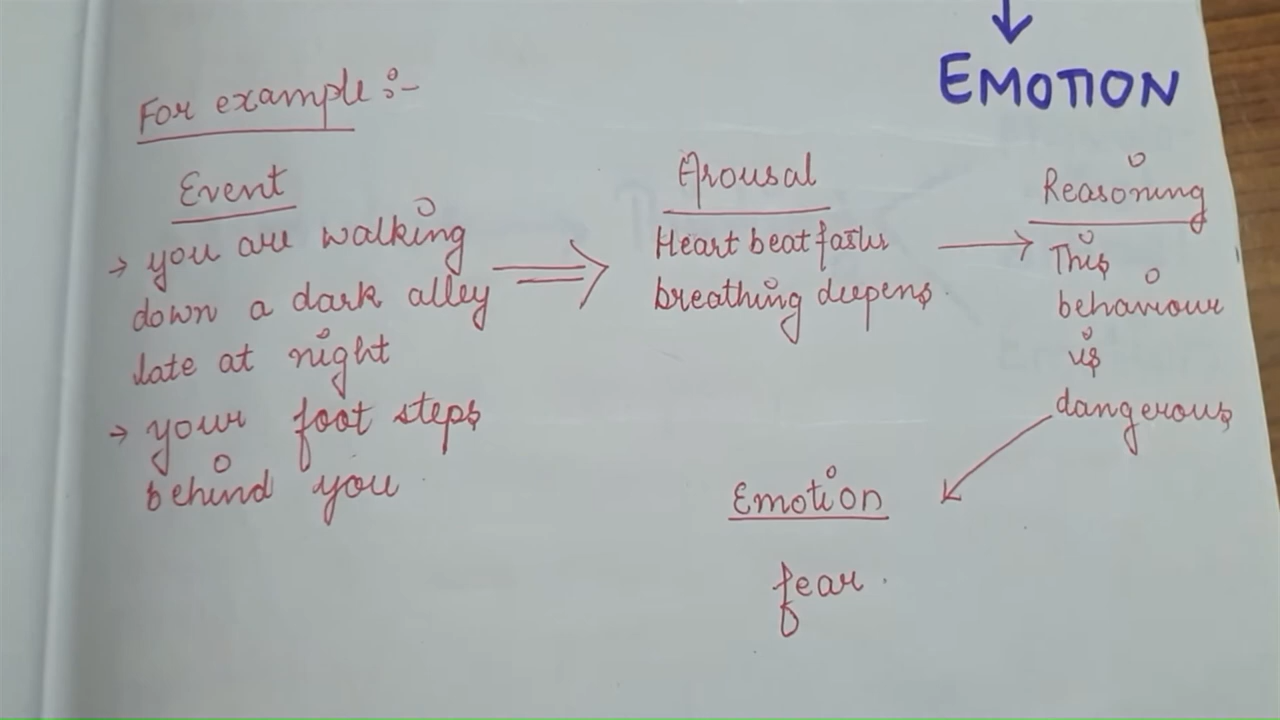 EMOTION
For example :-
Event
→ you are walking
down a dark alley
late at night
→ your foot steps
behind you.
Arousal
Heart beat faster
breathing deepens.
Reasoning
This
behaviour
is
dangerous
Emotion
fear.